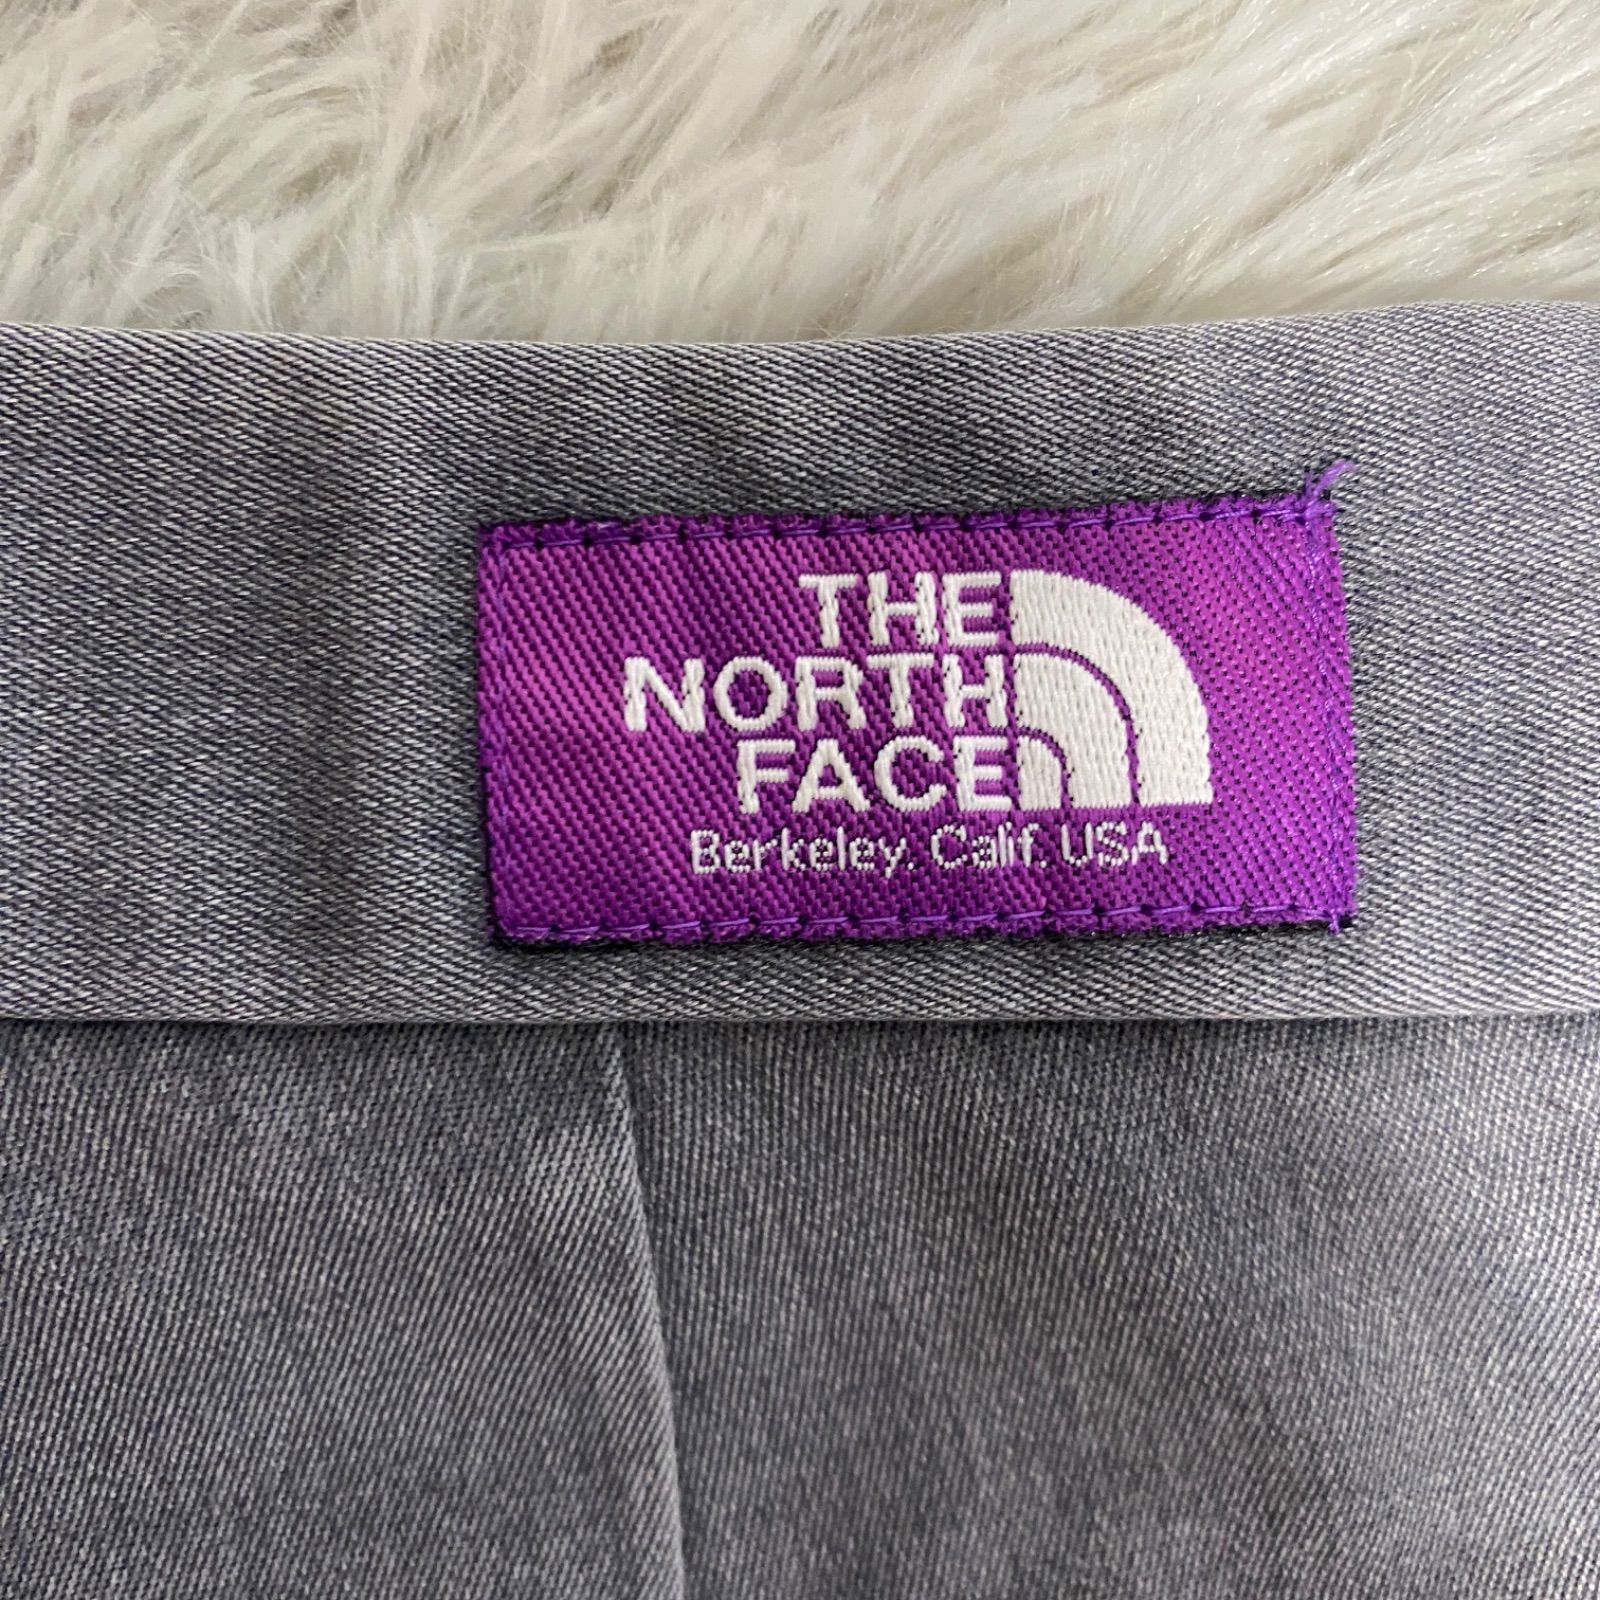 THE
NORTH
FACE
Berkeley. Calif. USA